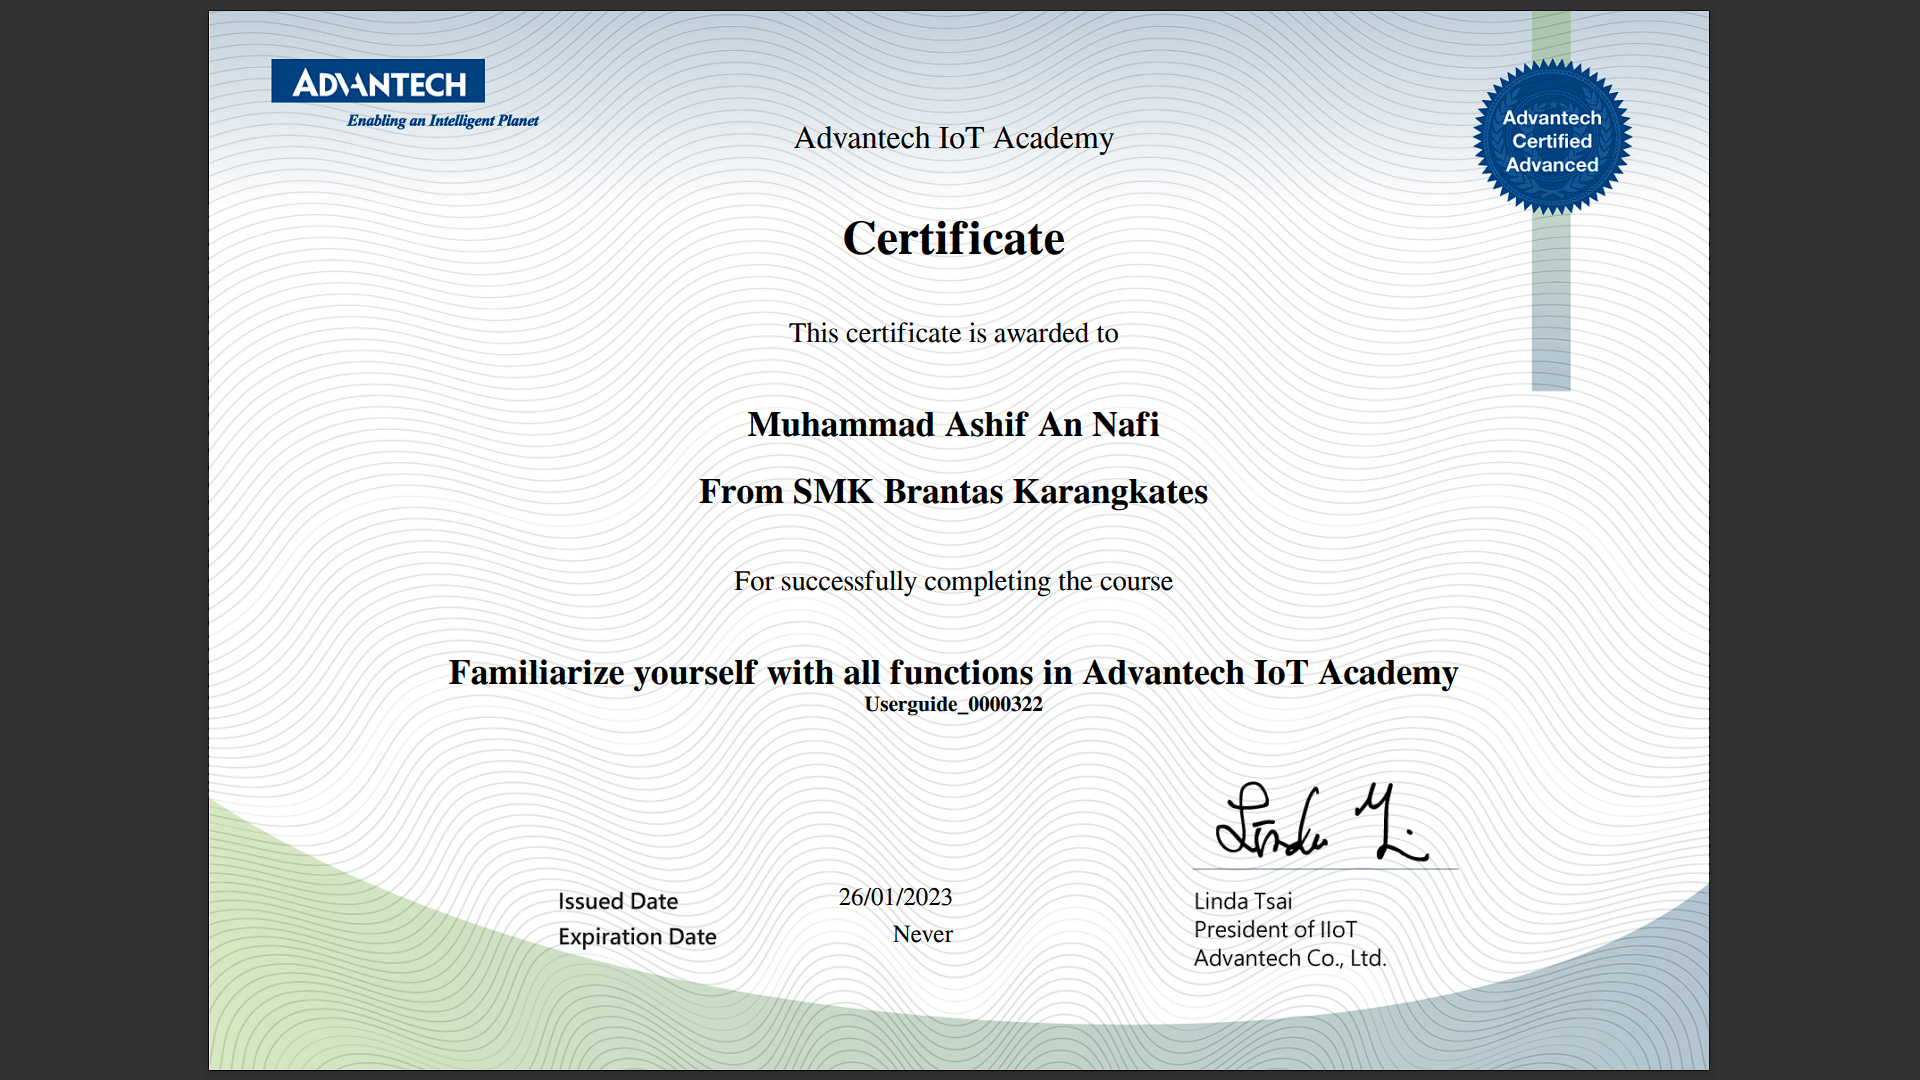 ADVANTECH
Enabling an Intelligent Planet
Advantech IoT Academy
Advantech
Certified
Advanced
Certificate
This certificate is awarded to
Muhammad Ashif An Nafi
From SMK Brantas Karangkates
For successfully completing the course
Familiarize yourself with all functions in Advantech IoT Academy
Userguide_0000322
Issued Date 26/01/2023
Expiration Date Never
Linda Tsai
President of IIoT
Advantech Co., Ltd.